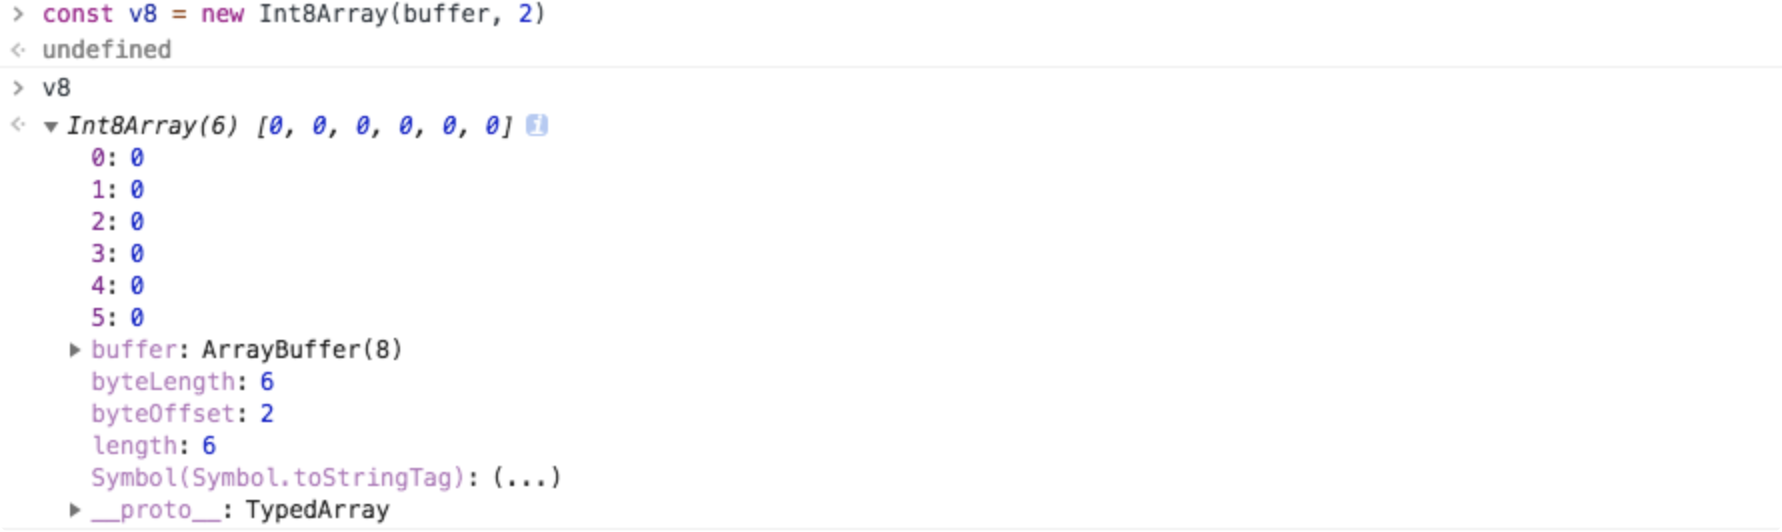 > const v8 = new Int8Array(buffer, 2)
undefined
> v8
Int8Array(6) [0, 0, 0, 0, 0, 0] i
0: 0
1: 0
2: 0
3: 0
4: 0
5: 0
buffer: ArrayBuffer(8)
byteLength: 6
byteOffset: 2
length: 6
Symbol(Symbol.toStringTag): (...)
__proto__: TypedArray